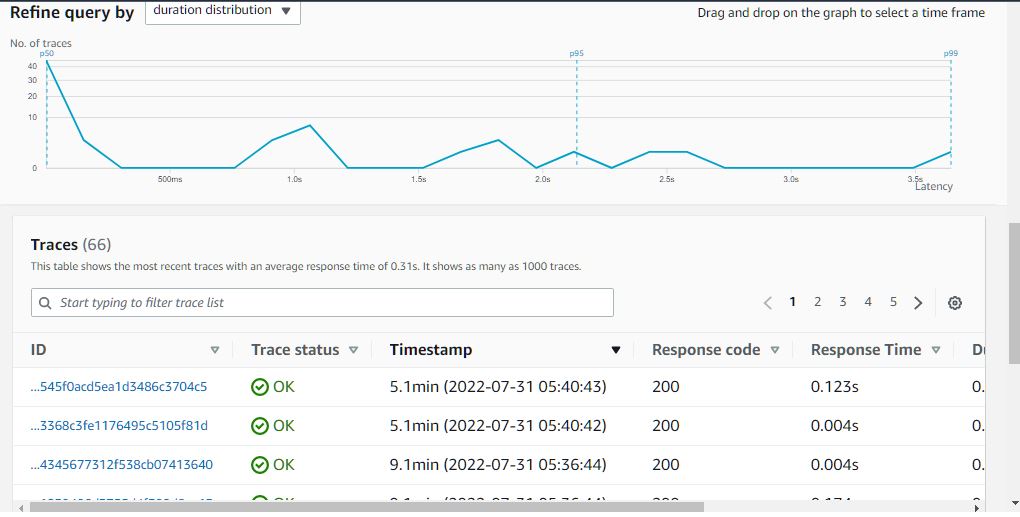 Refine query by duration distribution Drag and drop on the graph to select a time frame
No. of traces
p50 p95 p99
40
30
20
10
0
500ms 1.0s 1.5s 2.0s 2.5s 3.0s 3.5s
Latency
Traces (66)
This table shows the most recent traces with an average response time of 0.31s. It shows as many as 1000 traces.
Start typing to filter trace list 1 2 3 4 5
ID Trace status Timestamp Response code Response Time
...545f0acd5ea1d3486c3704c5 OK 5.1min (2022-07-31 05:40:43) 200 0.123s 0.
...3368c3fe1176495c5105f81d OK 5.1min (2022-07-31 05:40:42) 200 0.004s 0.
...4345677312f538cb07413640 OK 9.1min (2022-07-31 05:36:44) 200 0.004s 0.